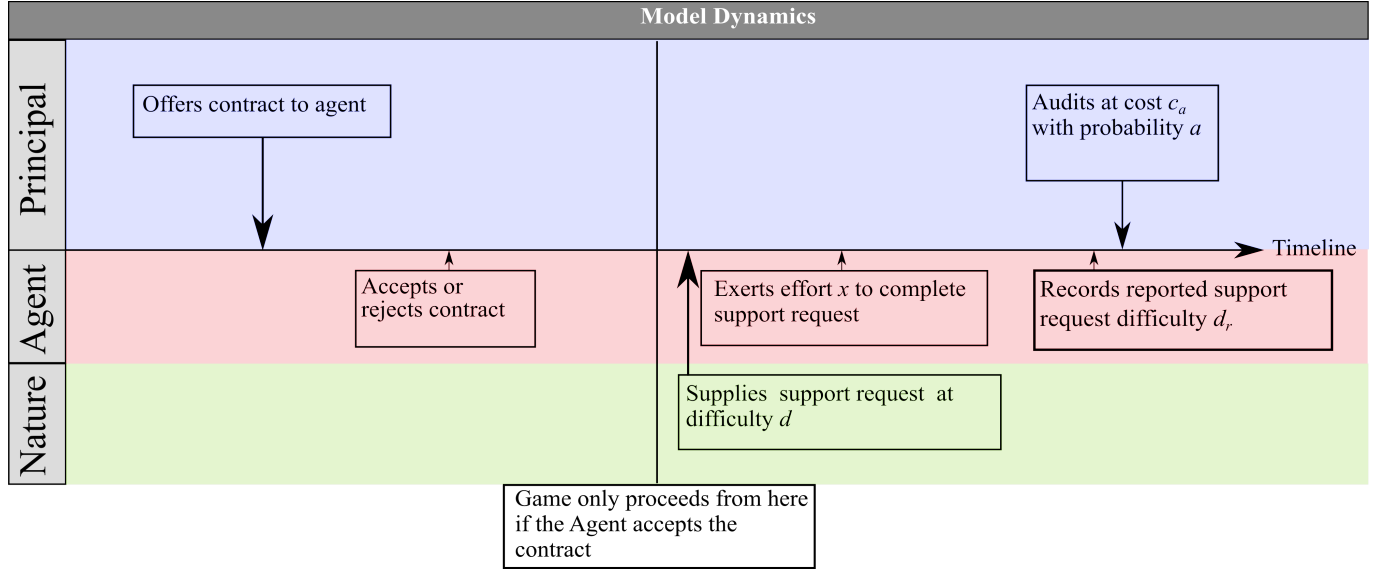 Model Dynamics
Principal
Offers contract to agent
Audits at cost c_a
with probability a
Timeline
Agent
Accepts or
rejects contract
Exerts effort x to complete
support request
Records reported support
request difficulty d_r
Nature
Supplies support request at
difficulty d
Game only proceeds from here
if the Agent accepts the
contract